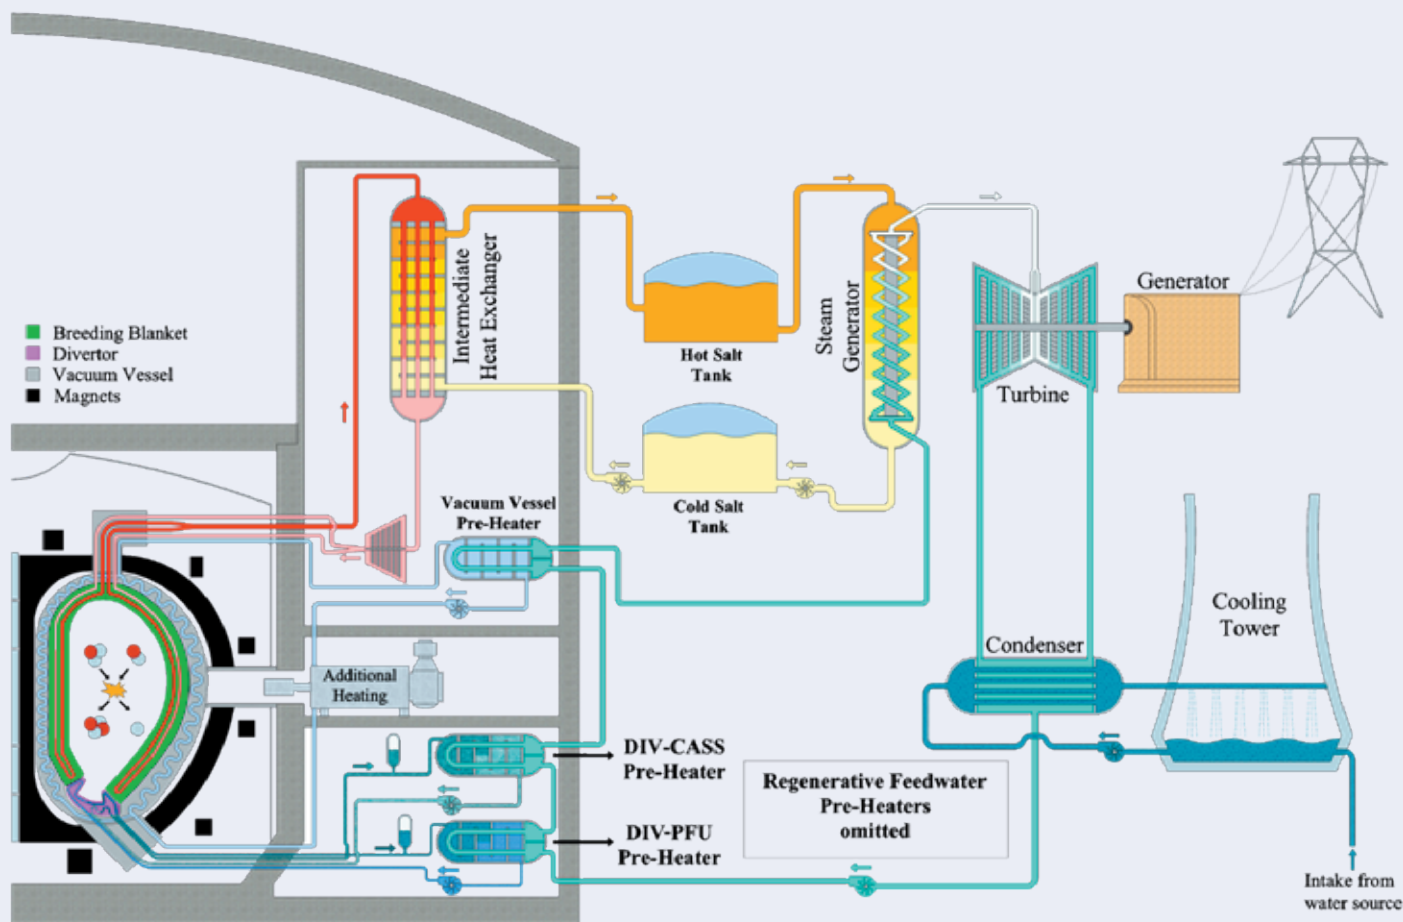 Intermediate
Heat Exchanger
Steam
Generator
Generator
Breeding Blanket
Divertor
Vacuum Vessel
Magnets
Hot Salt
Tank
Turbine
Cold Salt
Tank
Vacuum Vessel
Pre-Heater
Cooling
Tower
Condenser
Additional
Heating
DIV-CASS
Pre-Heater
Regenerative Feedwater
Pre-Heaters
omitted
DIV-PFU
Pre-Heater
Intake from
water source